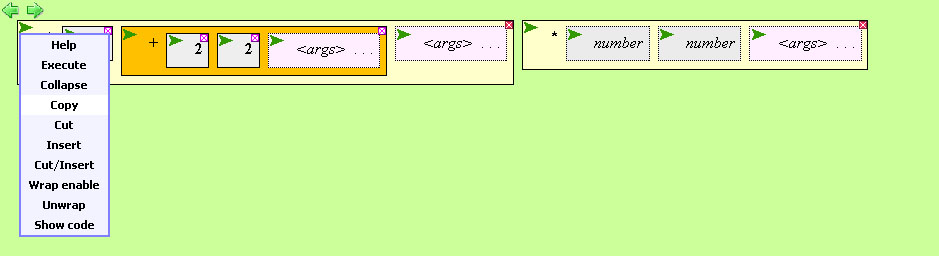 + 2 2 <args> ... <args> ...
* number number <args> ...
Help
Execute
Collapse
Copy
Cut
Insert
Cut/Insert
Wrap enable
Unwrap
Show code